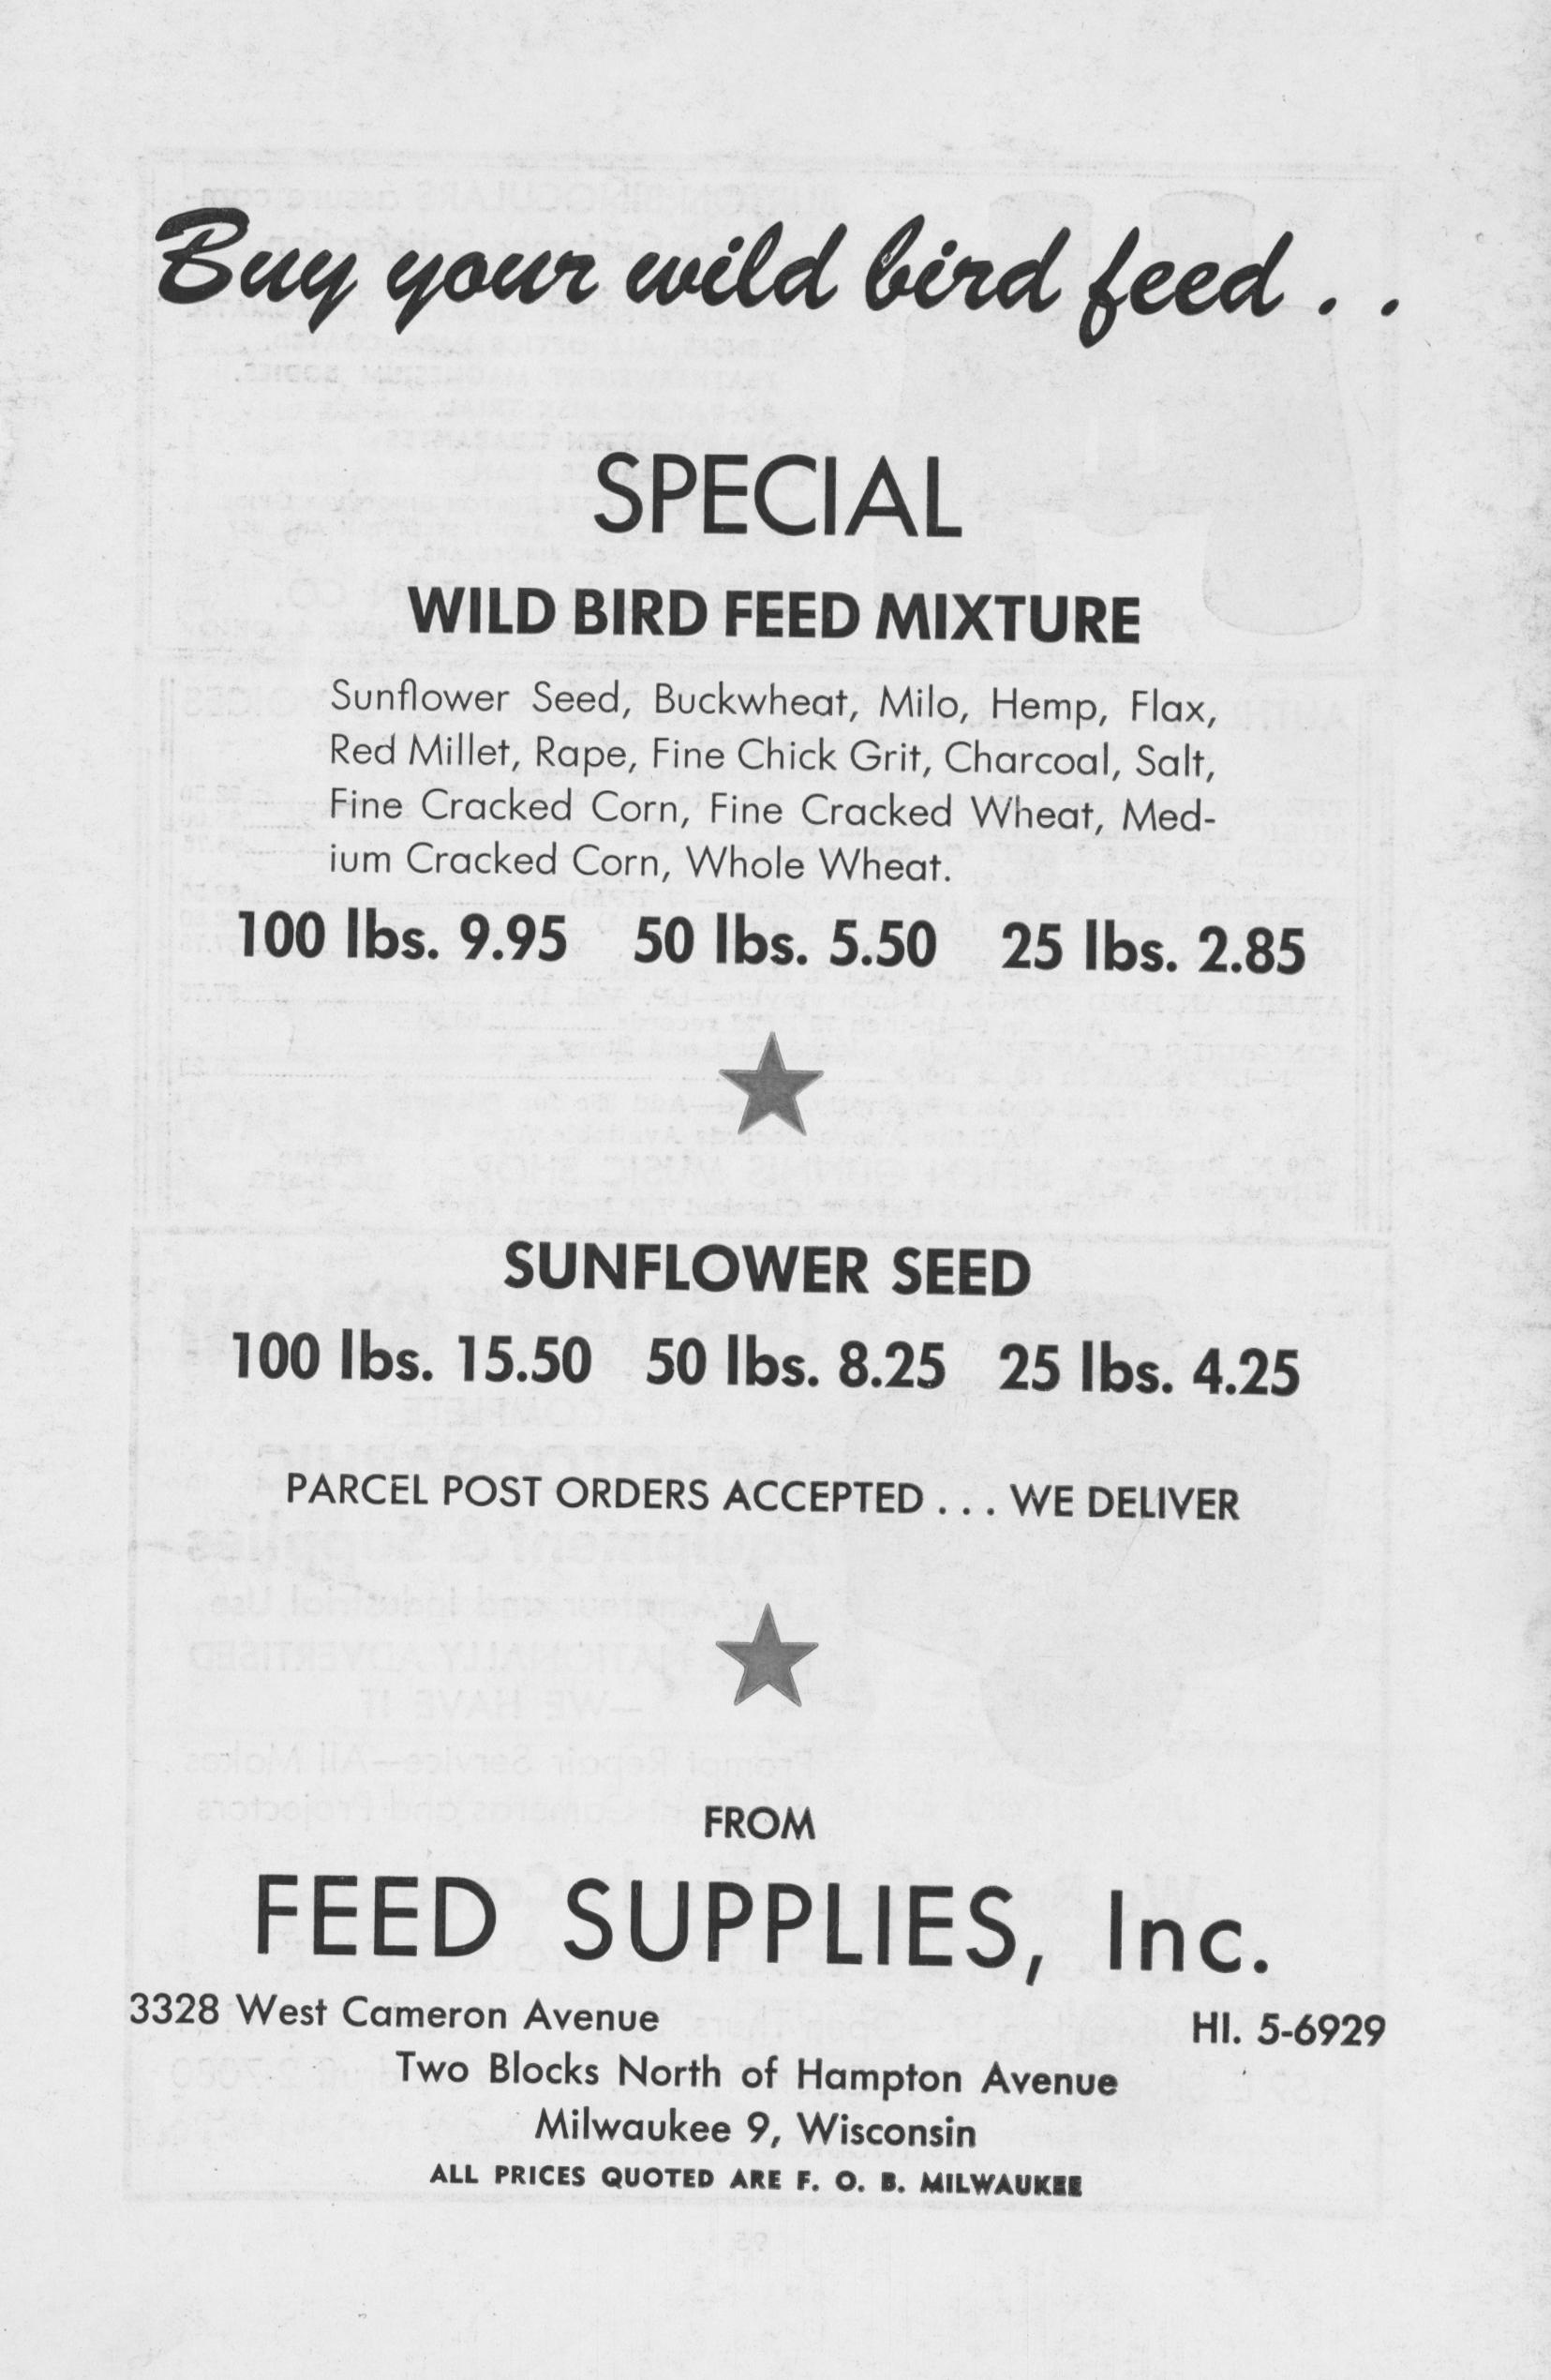 Buy your wild bird feed . .
SPECIAL
WILD BIRD FEED MIXTURE
Sunflower Seed, Buckwheat, Milo, Hemp, Flax,
Red Millet, Rape, Fine Chick Grit, Charcoal, Salt,
Fine Cracked Corn, Fine Cracked Wheat, Med-
ium Cracked Corn, Whole Wheat.
100 lbs. 9.95 50 lbs. 5.50 25 lbs. 2.85
SUNFLOWER SEED
100 lbs. 15.50 50 lbs. 8.25 25 lbs. 4.25
PARCEL POST ORDERS ACCEPTED . . . WE DELIVER
FROM
FEED SUPPLIES, Inc.
3328 West Cameron Avenue HI. 5-6929
Two Blocks North of Hampton Avenue
Milwaukee 9, Wisconsin
ALL PRICES QUOTED ARE F. O. B. MILWAUKEE